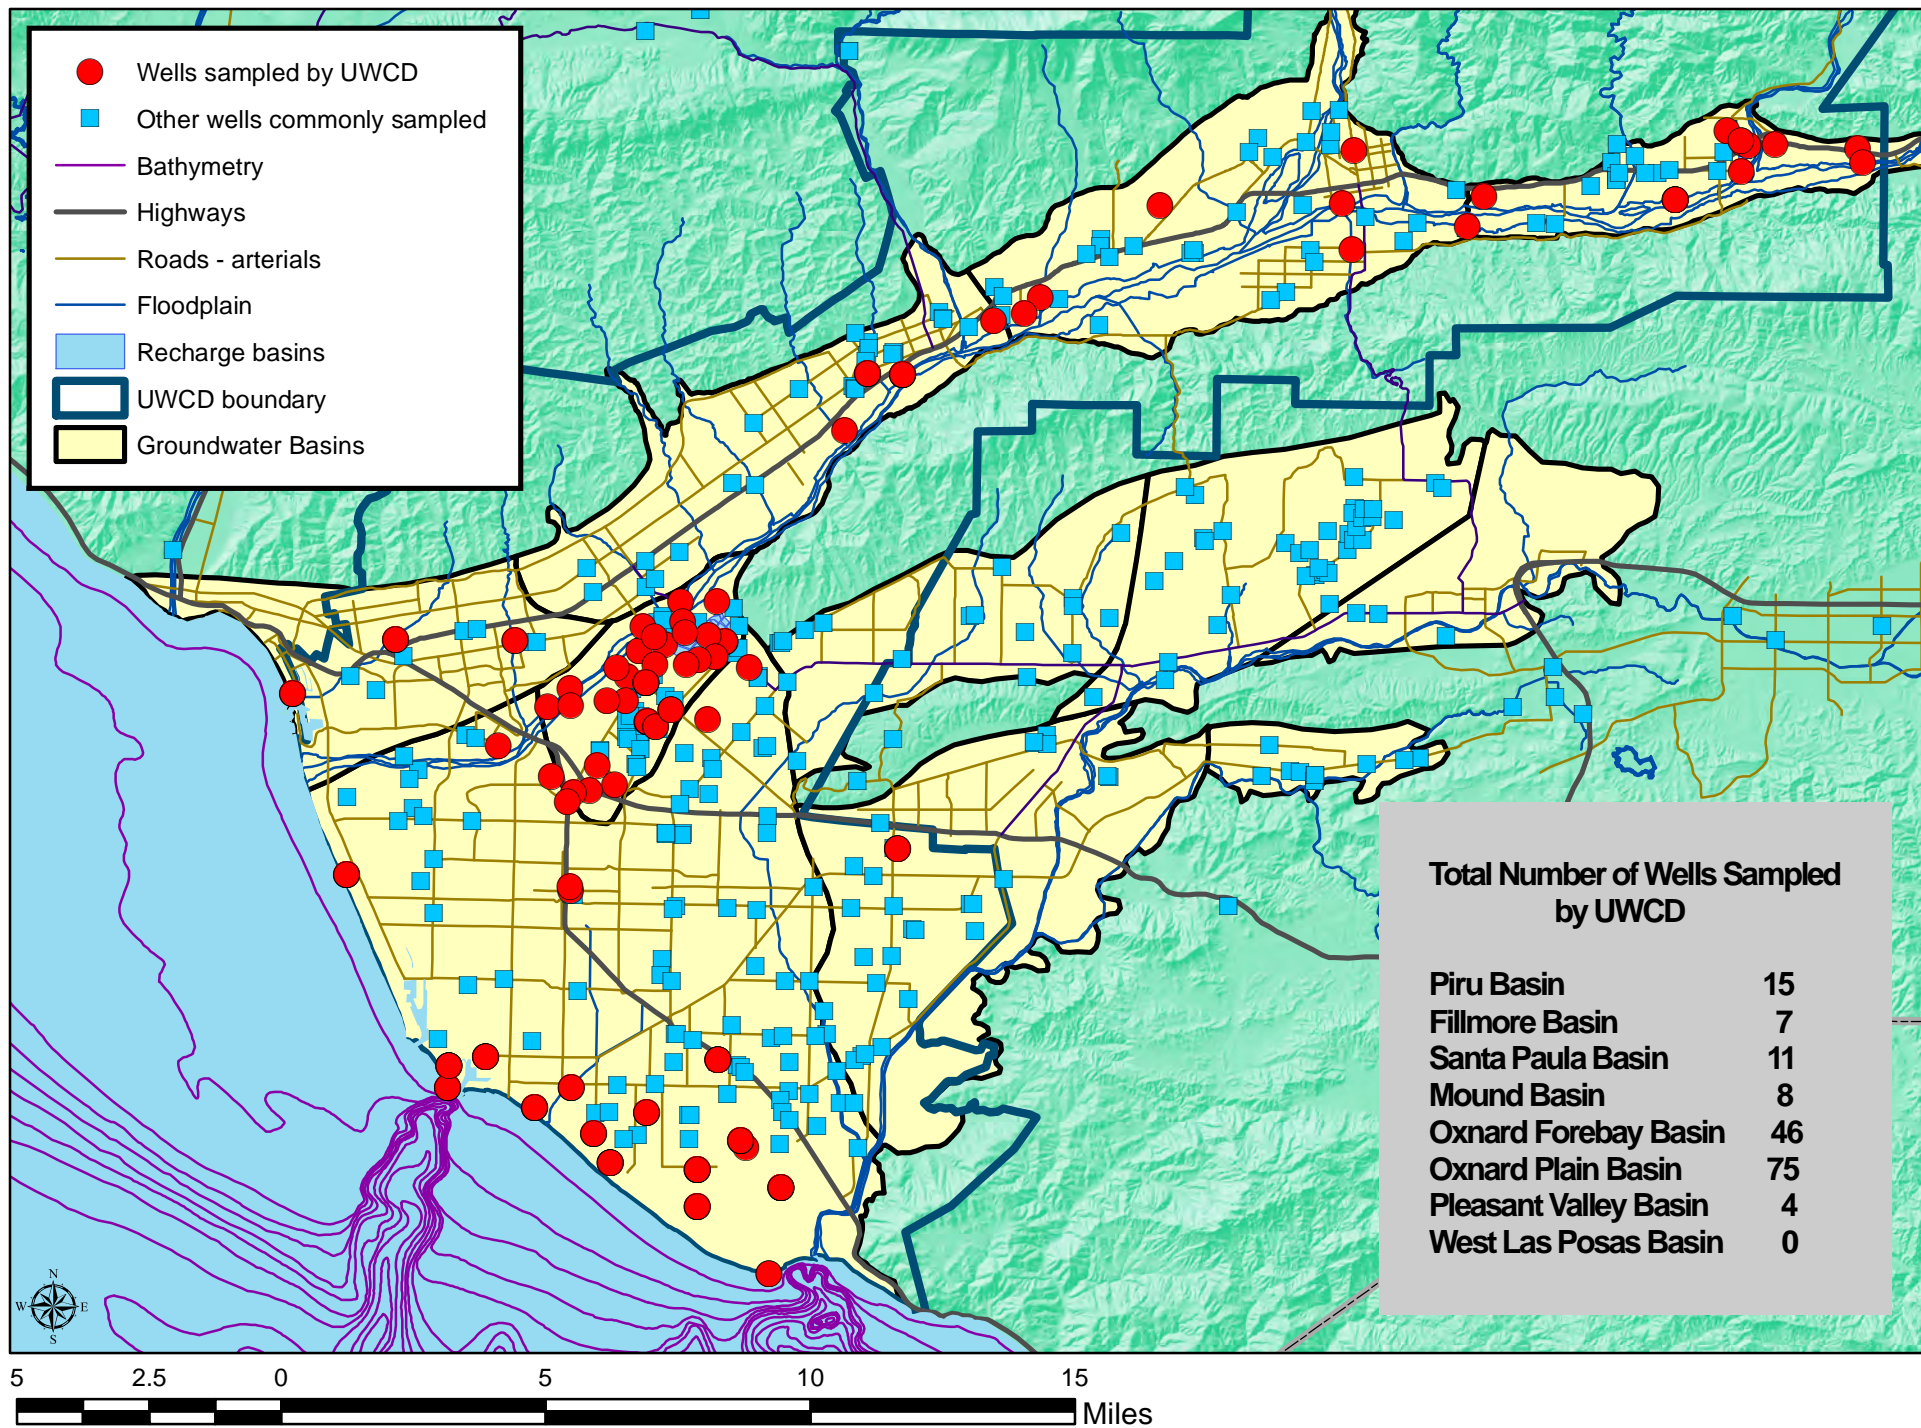 Wells sampled by UWCD
Other wells commonly sampled
Bathymetry
Highways
Roads - arterials
Floodplain
Recharge basins
UWCD boundary
Groundwater Basins
Total Number of Wells Sampled
by UWCD
Piru Basin 15
Fillmore Basin 7
Santa Paula Basin 11
Mound Basin 8
Oxnard Forebay Basin 46
Oxnard Plain Basin 75
Pleasant Valley Basin 4
West Las Posas Basin 0
N
W E
S
5 2.5 0 5 10 15
Miles